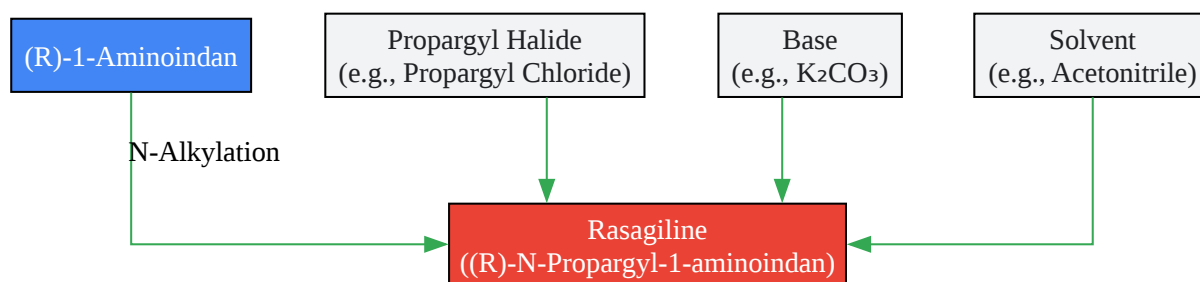 (R)-1-Aminoindan
Propargyl Halide
(e.g., Propargyl Chloride)
Base
(e.g., K₂CO₃)
Solvent
(e.g., Acetonitrile)
N-Alkylation
Rasagiline
((R)-N-Propargyl-1-aminoindan)